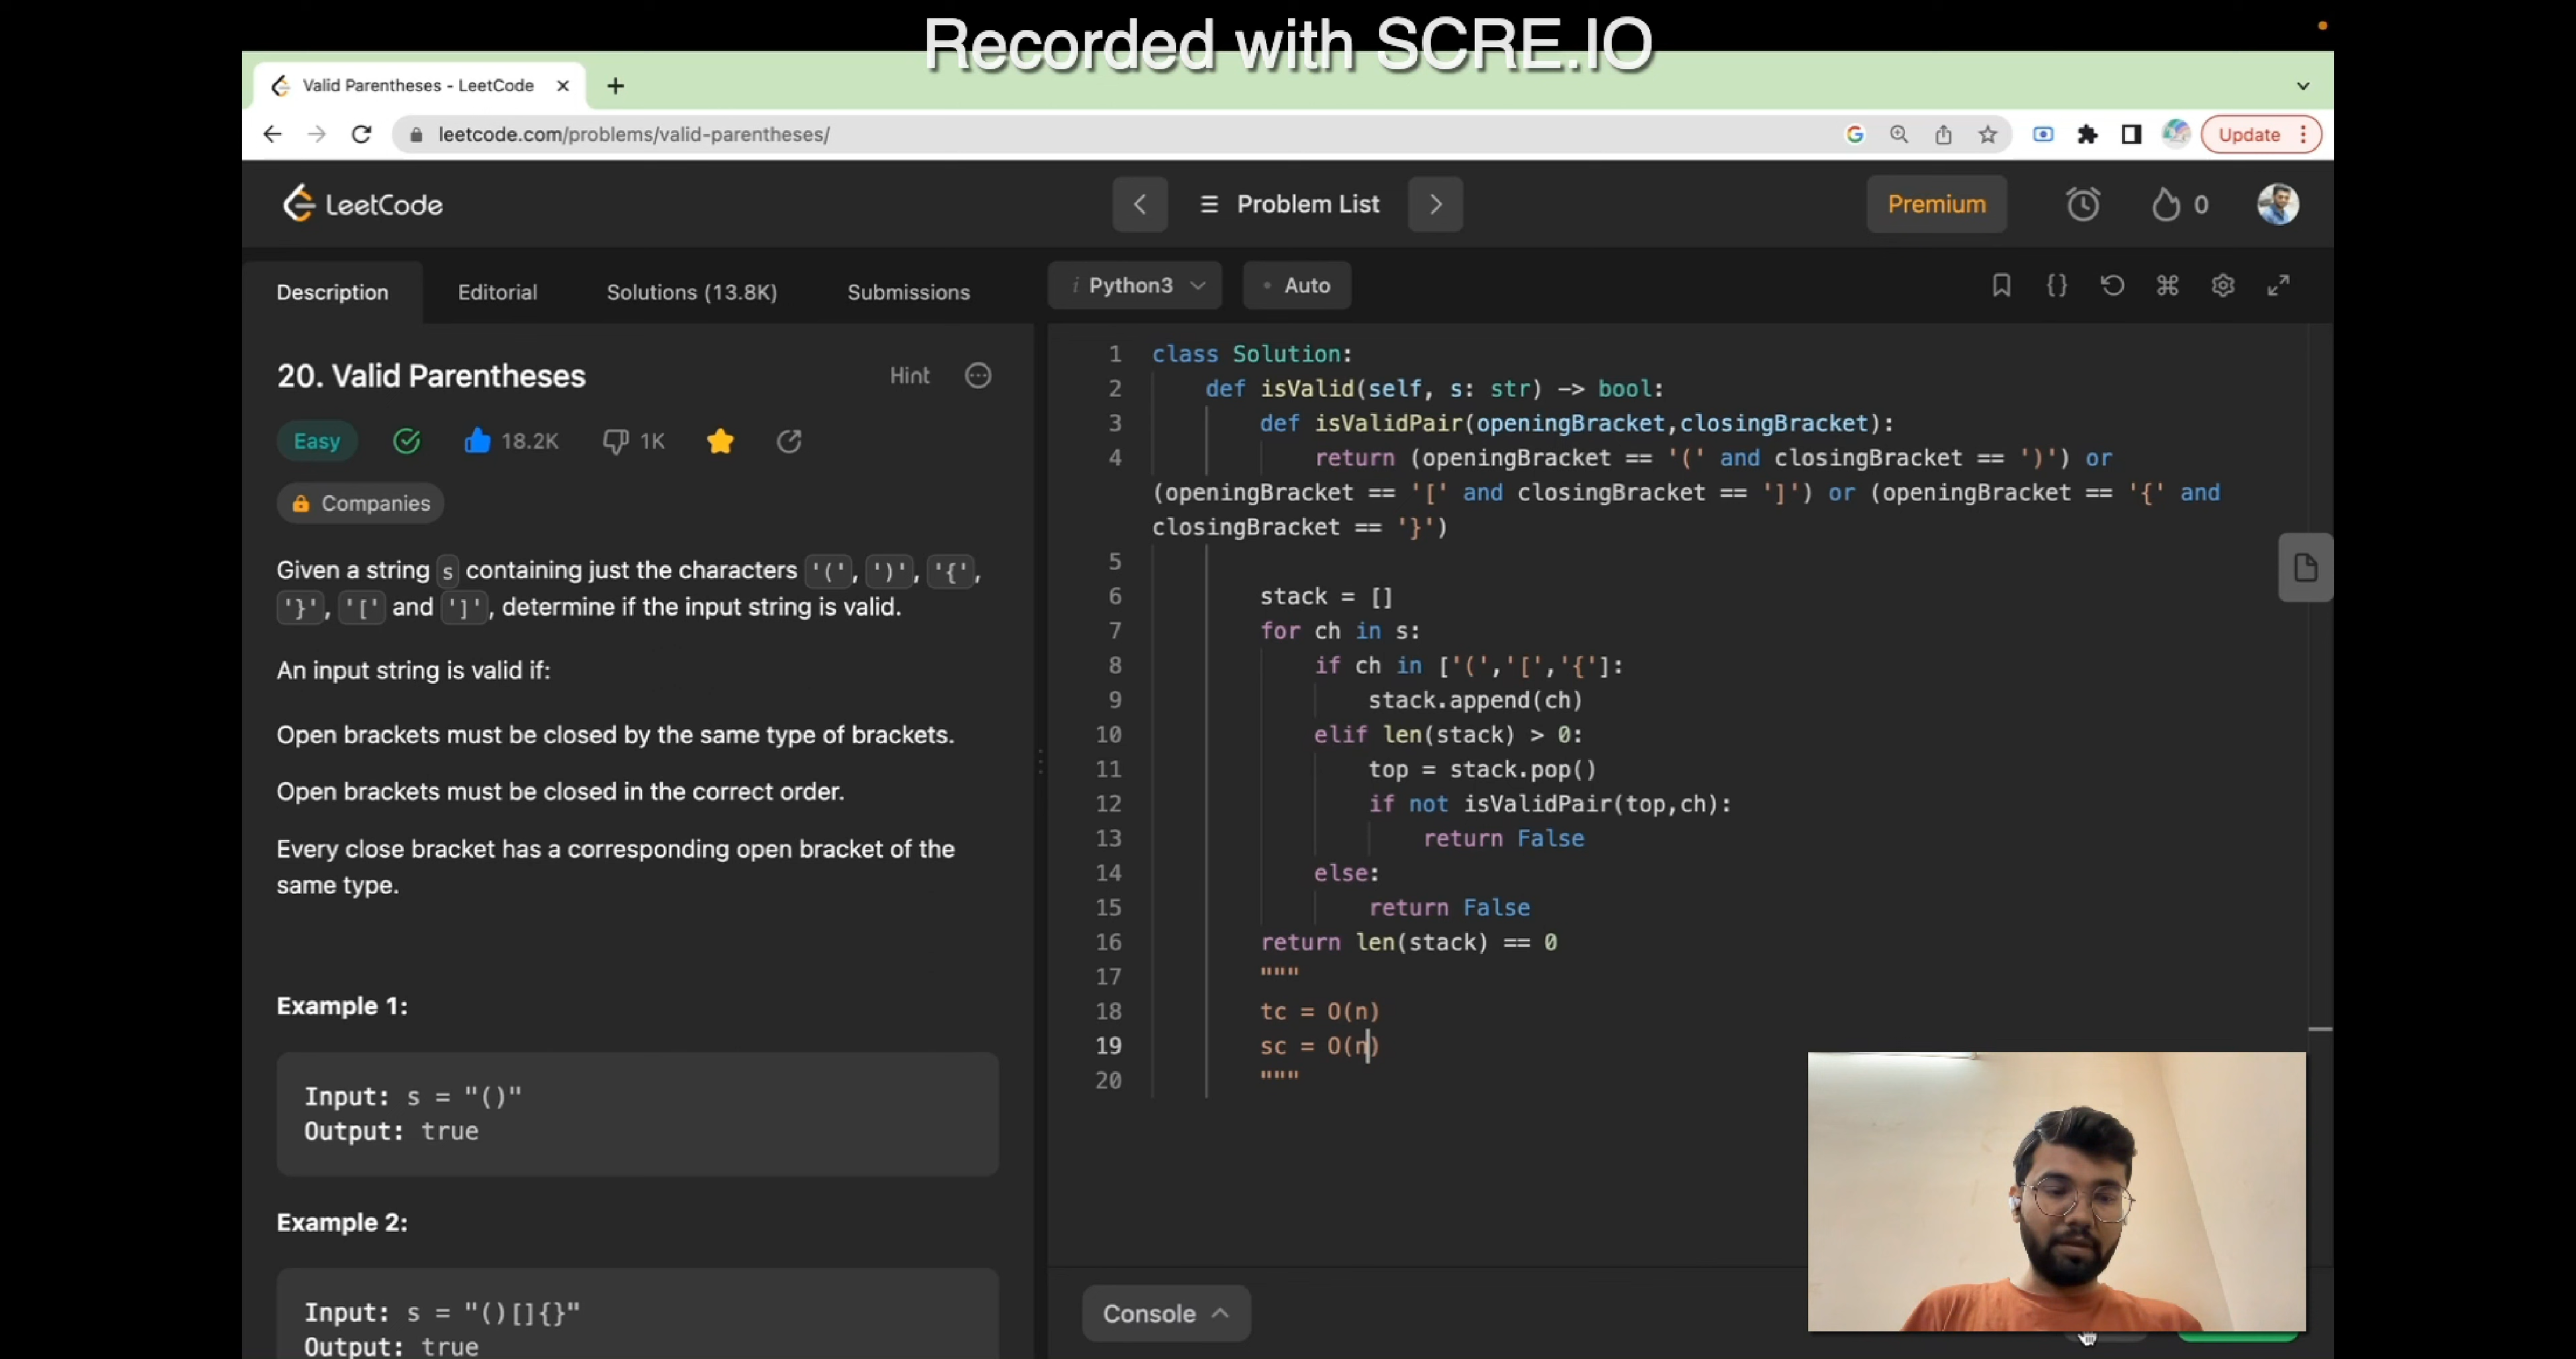 Recorded with SCRE.IO
Valid Parentheses - LeetCode
leetcode.com/problems/valid-parentheses/
Update
LeetCode
Problem List
Premium
0
Description Editorial Solutions (13.8K) Submissions
Python3 Auto
20. Valid Parentheses
Hint
Easy 18.2K 1K
Companies
Given a string s containing just the characters '(', ')', '{',
'}', '[' and ']', determine if the input string is valid.
An input string is valid if:
Open brackets must be closed by the same type of brackets.
Open brackets must be closed in the correct order.
Every close bracket has a corresponding open bracket of the
same type.
Example 1:
Input: s = "()"
Output: true
Example 2:
Input: s = "()[]{}"
Output: true
1 class Solution:
2 def isValid(self, s: str) -> bool:
3 def isValidPair(openingBracket,closingBracket):
4 return (openingBracket == '(' and closingBracket == ')') or
(openingBracket == '[' and closingBracket == ']') or (openingBracket == '{' and
closingBracket == '}')
5
6 stack = []
7 for ch in s:
8 if ch in ['(','[','{']:
9 stack.append(ch)
10 elif len(stack) > 0:
11 top = stack.pop()
12 if not isValidPair(top,ch):
13 return False
14 else:
15 return False
16 return len(stack) == 0
17 """
18 tc = O(n)
19 sc = O(n)
20 """
Console